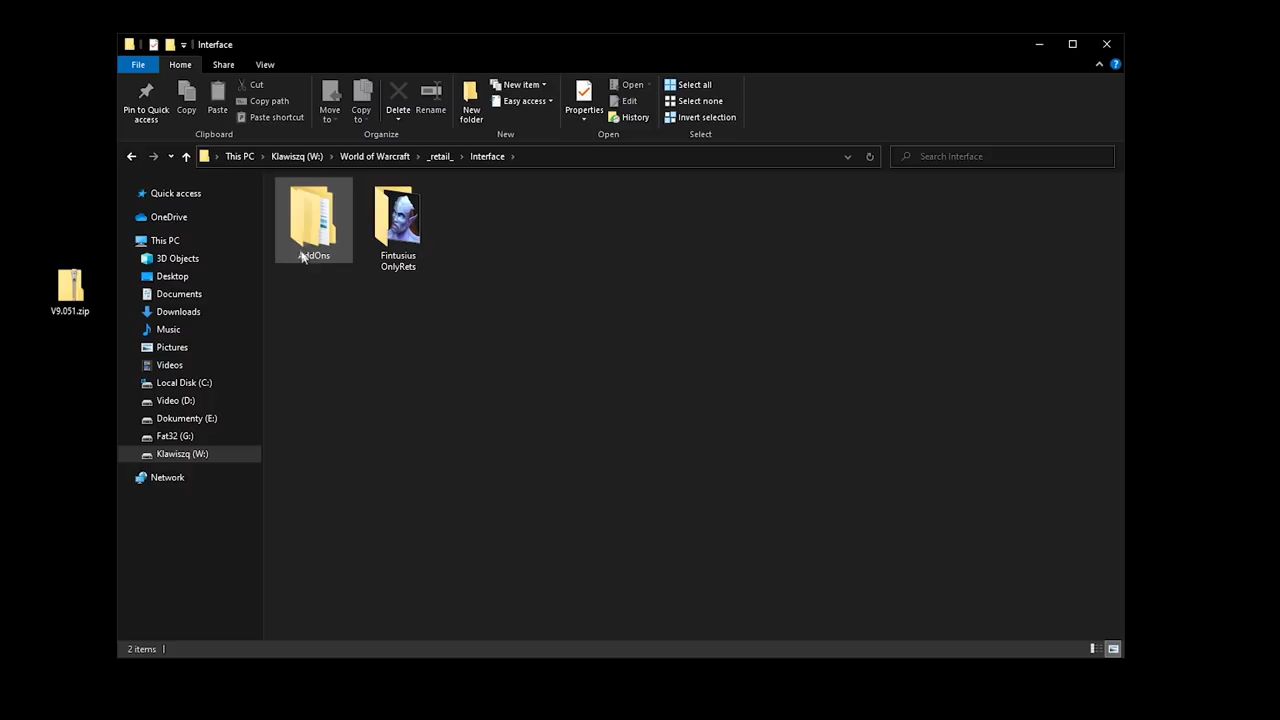 Interface
File Home Share View
Pin to Quick access
Copy
Paste
Cut
Copy path
Paste shortcut
Clipboard
Move to
Copy to
Delete
Rename
Organize
New folder
New item
Easy access
New
Properties
Open
Edit
History
Open
Select all
Select none
Invert selection
Select
This PC > Klawiszq (W:) > World of Warcraft > _retail_ > Interface >
Search Interface
Quick access
OneDrive
This PC
3D Objects
Desktop
Documents
Downloads
Music
Pictures
Videos
Local Disk (C:)
Video (D:)
Dokumenty (E:)
Fat32 (G:)
Klawiszq (W:)
Network
AddOns
Fintusius
OnlyRets
V9.051.zip
2 items